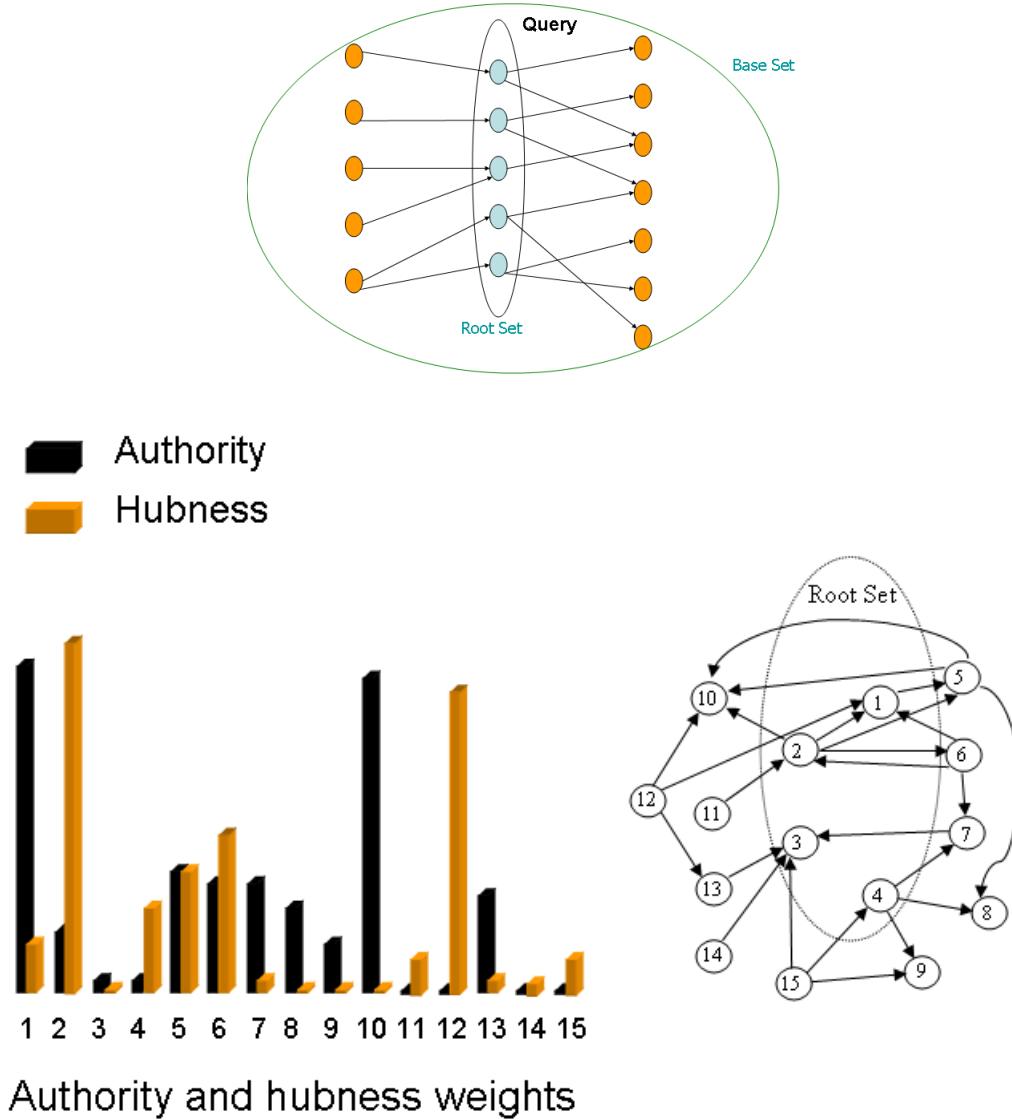 Query
Base Set
Root Set
Authority
Hubness
1 2 3 4 5 6 7 8 9 10 11 12 13 14 15
Authority and hubness weights
Root Set
5
10
1
2
6
12
11
3
7
13
4
8
14
9
15